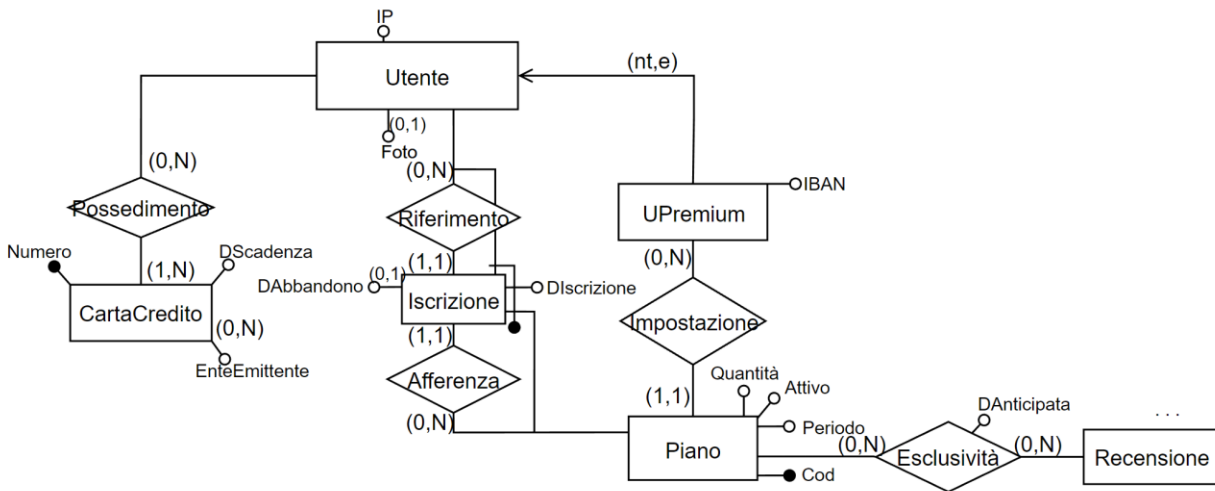 IP
Utente
(nt,e)
(0,1)
Foto
(0,N)
(0,N)
IBAN
Possedimento
Riferimento
UPremium
Numero
DScadenza
(1,N)
(1,1)
(0,N)
DAbbandono
(0,1)
Iscrizione
DIscrizione
CartaCredito
(0,N)
Impostazione
(1,1)
EnteEmittente
Afferenza
Quantità
Attivo
(0,N)
(1,1)
Periodo
DAnticipata
. . .
Piano
(0,N)
Esclusività
(0,N)
Recensione
Cod